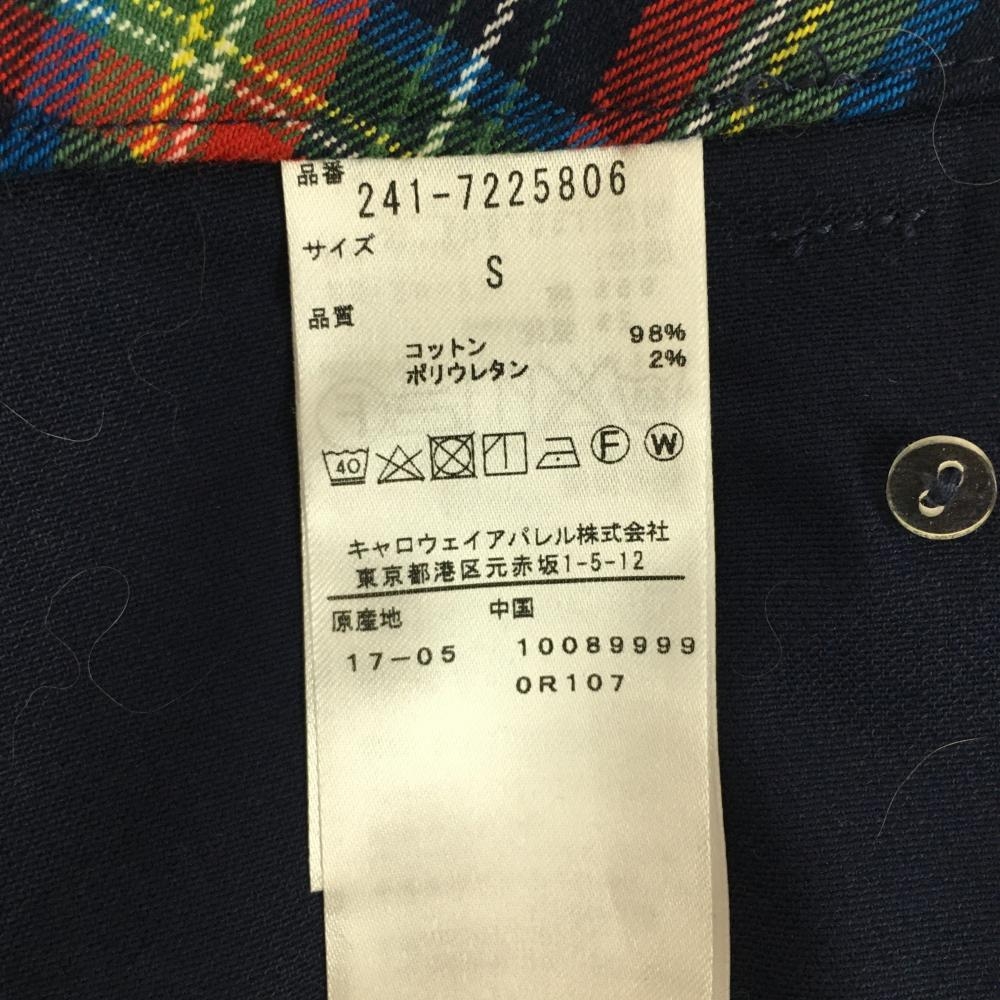 品番
241-7225806
サイズ
S
品質
コットン 98%
ポリウレタン 2%
40 F W
キャロウェイアパレル株式会社
東京都港区元赤坂1-5-12
原産地 中国
17-05 10089999
0R107